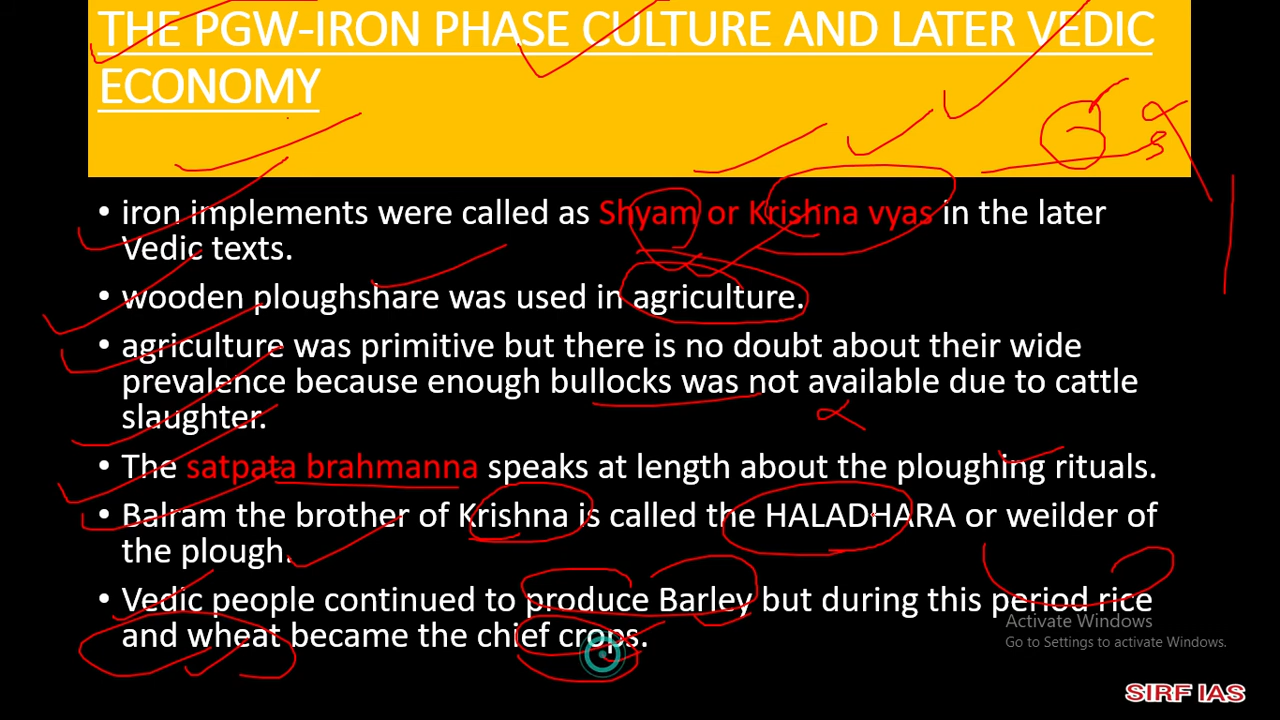 THE PGW-IRON PHASE CULTURE AND LATER VEDIC
ECONOMY
• iron implements were called as Shyam or Krishna vyas in the later
Vedic texts.
• wooden ploughshare was used in agriculture.
• agriculture was primitive but there is no doubt about their wide
prevalence because enough bullocks was not available due to cattle
slaughter.
• The satpata brahmanna speaks at length about the ploughing rituals.
• Balram the brother of Krishna is called the HALADHARA or weilder of
the plough.
• Vedic people continued to produce Barley but during this period rice
and wheat became the chief crops.
Activate Windows
Go to Settings to activate Windows.
SIRF IAS